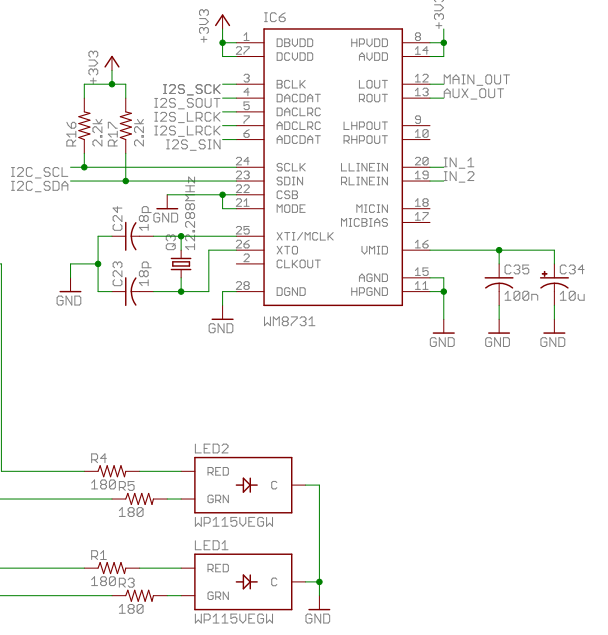 +3V3
IC6
+3V3
1 DBVDD HPVDD 8
27 DCVDD AVDD 14
+3V3
I2S_SCK 3 BCLK LOUT 12 MAIN_OUT
I2S_SOUT 4 DACDAT ROUT 13 AUX_OUT
I2S_LRCK 5 DACLRC
I2S_LRCK 7 ADCLRC LHPOUT 9
I2S_SIN 6 ADCDAT RHPOUT 10
R16 2.2k R17 2.2k
I2C_SCL 24 SCLK LLINEIN 20 IN_1
I2C_SDA 23 SDIN RLINEIN 19 IN_2
22 CSB
GND 21 MODE MICIN 18
MICBIAS 17
C24 18p
Q3 12.288MHz
25 XTI/MCLK
26 XTO VMID 16
2 CLKOUT
C23 18p
C35 C34
100n 10u
AGND 15
28 DGND HPGND 11
GND
GND
WM8731
GND GND GND
LED2
R4 RED
180 R5 C
GRN
180 WP115VEGW
LED1
R1 RED
180 R3 C
GRN
180 WP115VEGW
GND